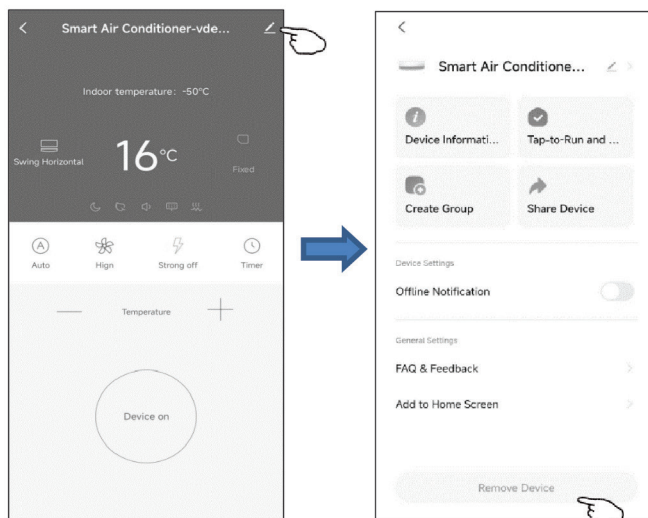 Smart Air Conditioner-vde...
Indoor temperature: -50°C
Swing Horizontal
16°C
Fixed
A
Auto
Hign
Strong off
Timer
Temperature
Device on
Smart Air Conditione...
Device Informati...
Tap-to-Run and ...
Create Group
Share Device
Device Settings
Offline Notification
General Settings
FAQ & Feedback
Add to Home Screen
Remove Device